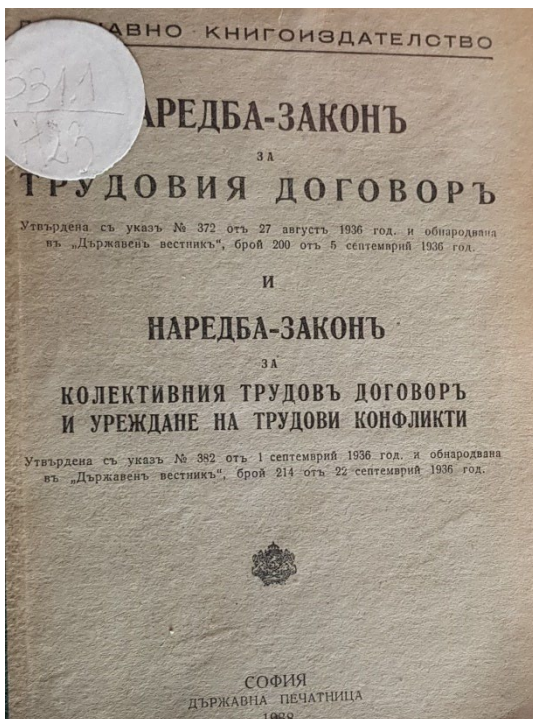 КНИГОИЗДАТЕЛСТВО
331.1
НАРЕДБА-ЗАКОНЪ
ЗА
ТРУДОВИЯ ДОГОВОРЪ
Утвърдена съ указъ № 372 отъ 27 августъ 1936 год. и обнародвана
въ „Държавенъ вестникъ“, брой 200 отъ 5 септемврий 1936 год.
И
НАРЕДБА-ЗАКОНЪ
ЗА
КОЛЕКТИВНИЯ ТРУДОВЪ ДОГОВОРЪ
И УРЕЖДАНЕ НА ТРУДОВИ КОНФЛИКТИ
Утвърдена съ указъ № 382 отъ 1 септемврий 1936 год. и обнародвана
въ „Държавенъ вестникъ“, брой 214 отъ 22 септемврий 1936 год.
СОФИЯ
ДЪРЖАВНА ПЕЧАТНИЦА